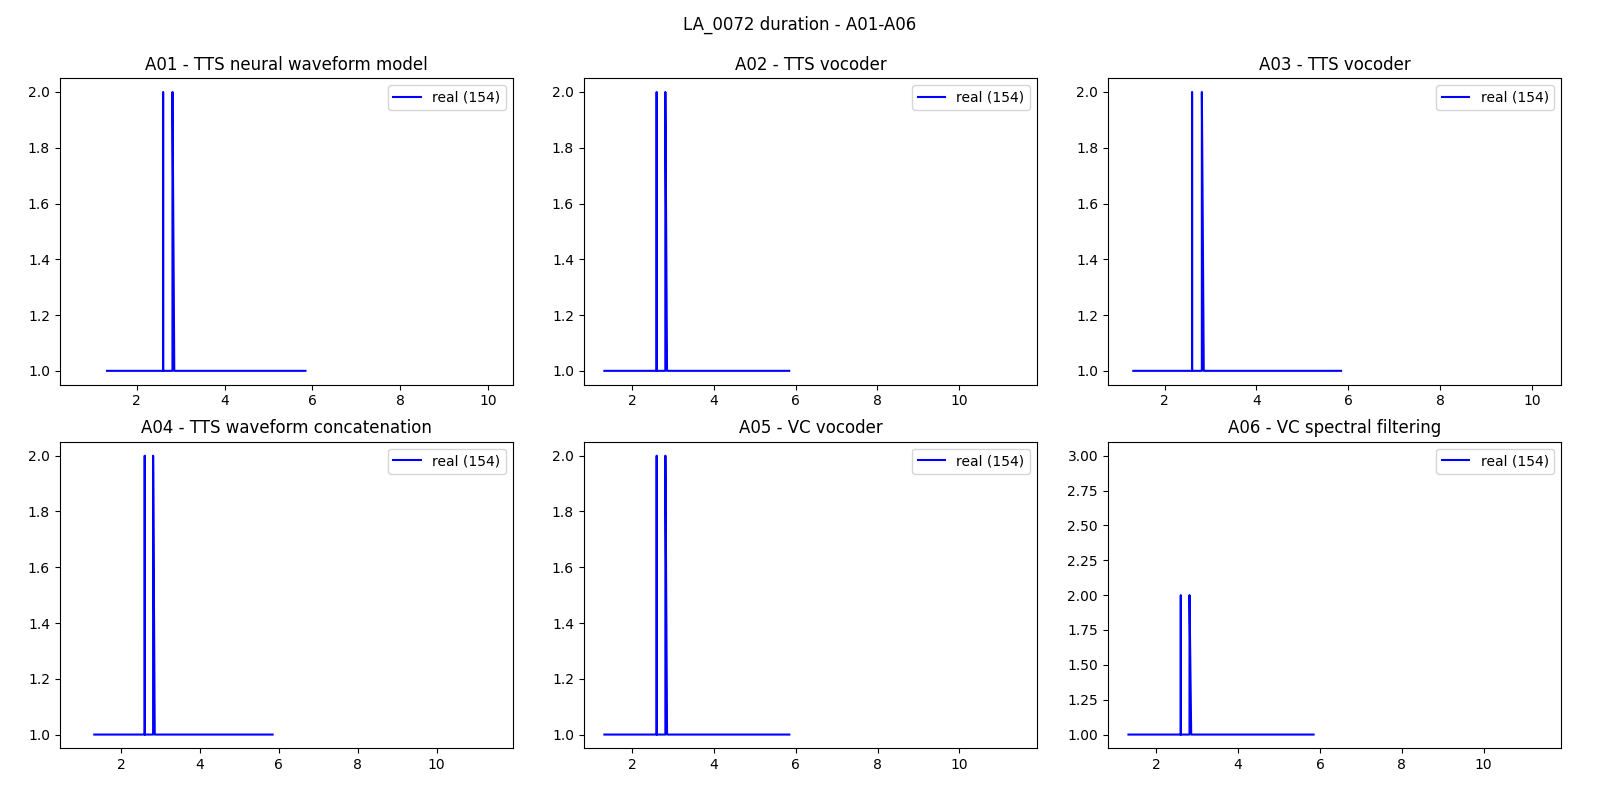 LA_0072 duration - A01-A06
A01 - TTS neural waveform model
real (154)
2.0
1.8
1.6
1.4
1.2
1.0
2 4 6 8 10
A02 - TTS vocoder
real (154)
2.0
1.8
1.6
1.4
1.2
1.0
2 4 6 8 10
A03 - TTS vocoder
real (154)
2.0
1.8
1.6
1.4
1.2
1.0
2 4 6 8 10
A04 - TTS waveform concatenation
real (154)
2.0
1.8
1.6
1.4
1.2
1.0
2 4 6 8 10
A05 - VC vocoder
real (154)
2.0
1.8
1.6
1.4
1.2
1.0
2 4 6 8 10
A06 - VC spectral filtering
real (154)
3.00
2.75
2.50
2.25
2.00
1.75
1.50
1.25
1.00
2 4 6 8 10